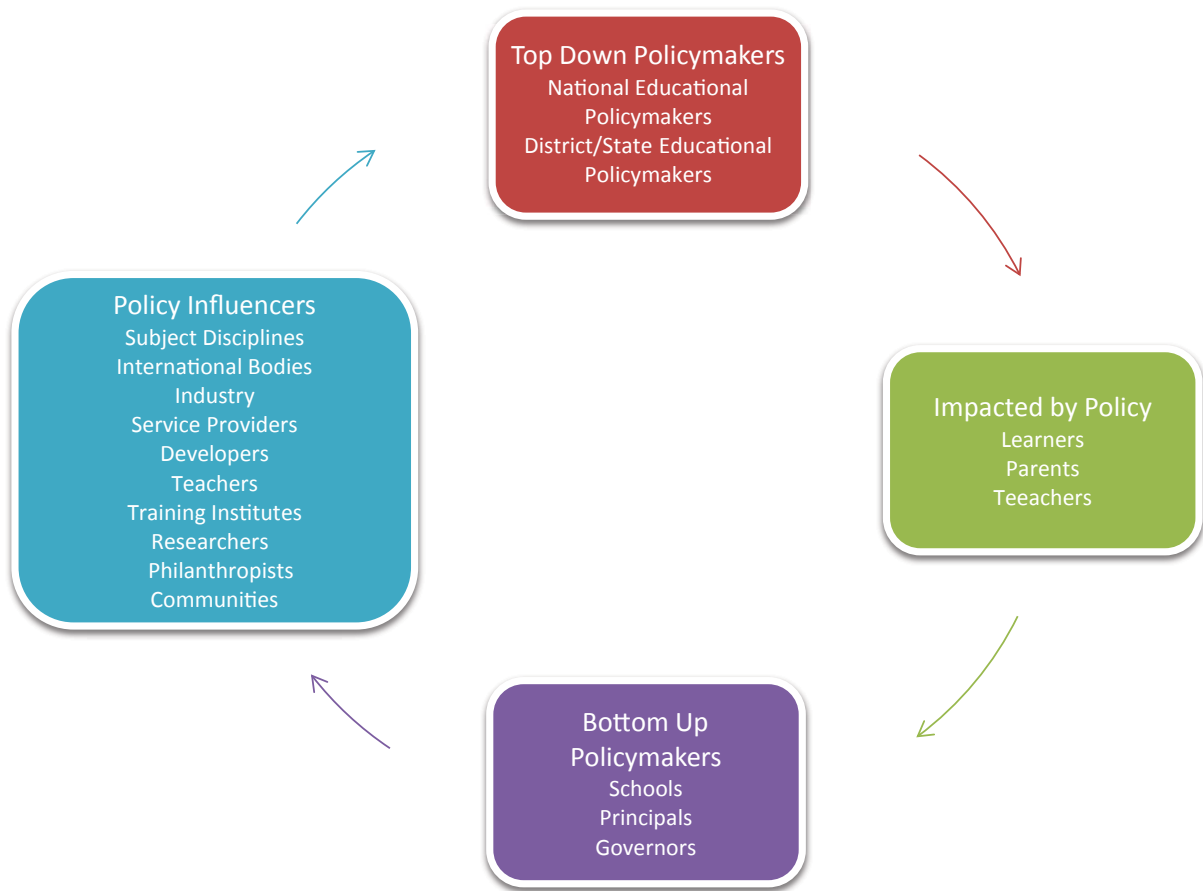 Top Down Policymakers
National Educational
Policymakers
District/State Educational
Policymakers
Policy Influencers
Subject Disciplines
International Bodies
Industry
Service Providers
Developers
Teachers
Training Institutes
Researchers
Philanthropists
Communities
Impacted by Policy
Learners
Parents
Teeachers
Bottom Up
Policymakers
Schools
Principals
Governors